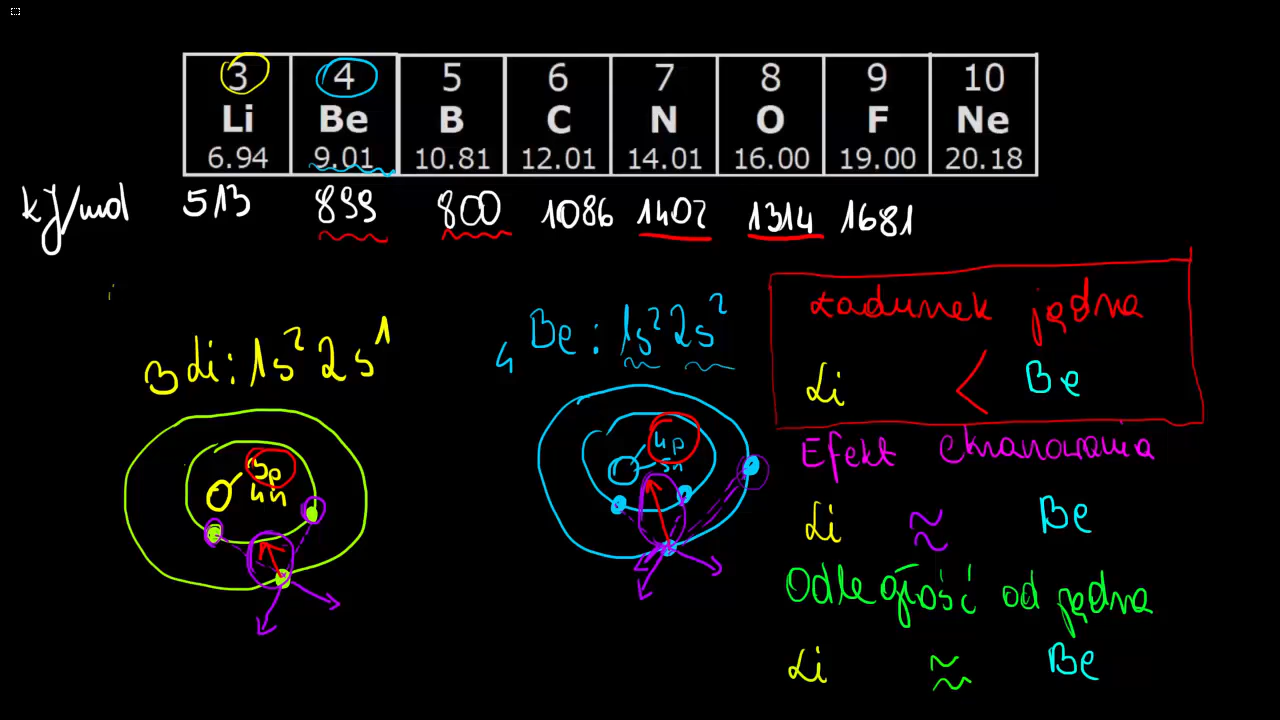 3 4 5 6 7 8 9 10
Li Be B C N O F Ne
6.94 9.01 10.81 12.01 14.01 16.00 19.00 20.18
kJ/mol 513 899 800 1086 1402 1314 1681
Ładunek jądra
Li < Be
3Li: 1s² 2s¹
4Be: 1s² 2s²
3p
4n
4p
5n
Efekt ekranowania
Li ≈ Be
Odległość od jądra
Li ≈ Be